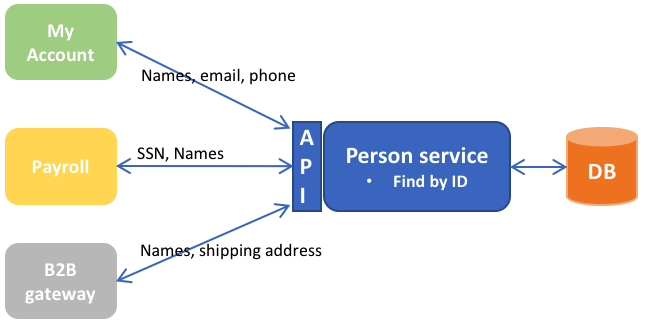 My
Account
Names, email, phone
Payroll
SSN, Names
A
P
I
Person service
• Find by ID
DB
Names, shipping address
B2B
gateway